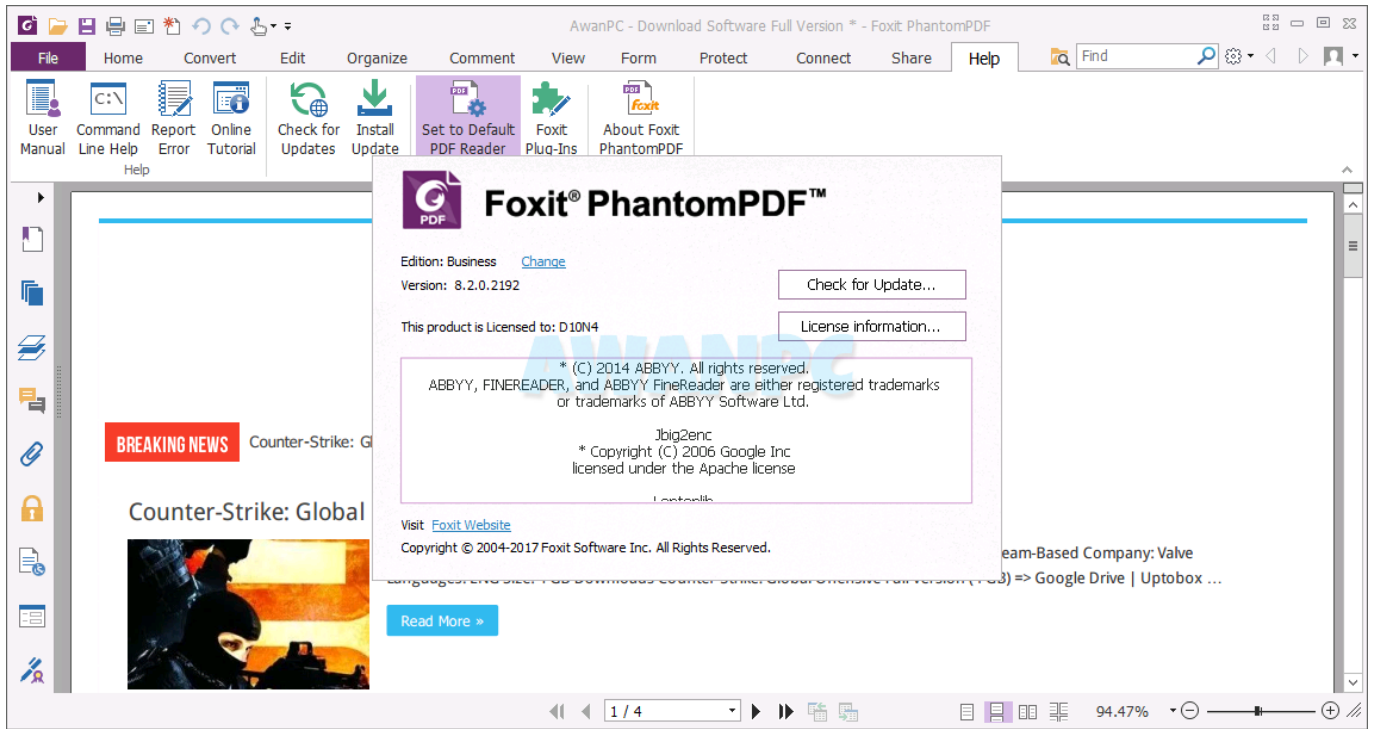 AwanPC - Download Software Full Version * - Foxit PhantomPDF
File Home Convert Edit Organize Comment View Form Protect Connect Share Help Find
User Manual
Command Line Help
Report Error
Online Tutorial
Check for Updates
Install Update
Set to Default PDF Reader
Foxit Plug-Ins
About Foxit PhantomPDF
C:\
PDF
PDF
Foxit
Help
PDF
Foxit® PhantomPDF™
Edition: Business Change
Version: 8.2.0.2192
Check for Update...
This product is Licensed to: D10N4
License information...
AWANPC
* (C) 2014 ABBYY. All rights reserved.
ABBYY, FINEREADER, and ABBYY FineReader are either registered trademarks
or trademarks of ABBYY Software Ltd.
Jbig2enc
* Copyright (C) 2006 Google Inc
licensed under the Apache license
Visit Foxit Website
Copyright © 2004-2017 Foxit Software Inc. All Rights Reserved.
BREAKING NEWS Counter-Strike:
Counter-Strike: Global
eam-Based Company: Valve
=> Google Drive | Uptobox ...
Read More »
1 / 4
94.47%